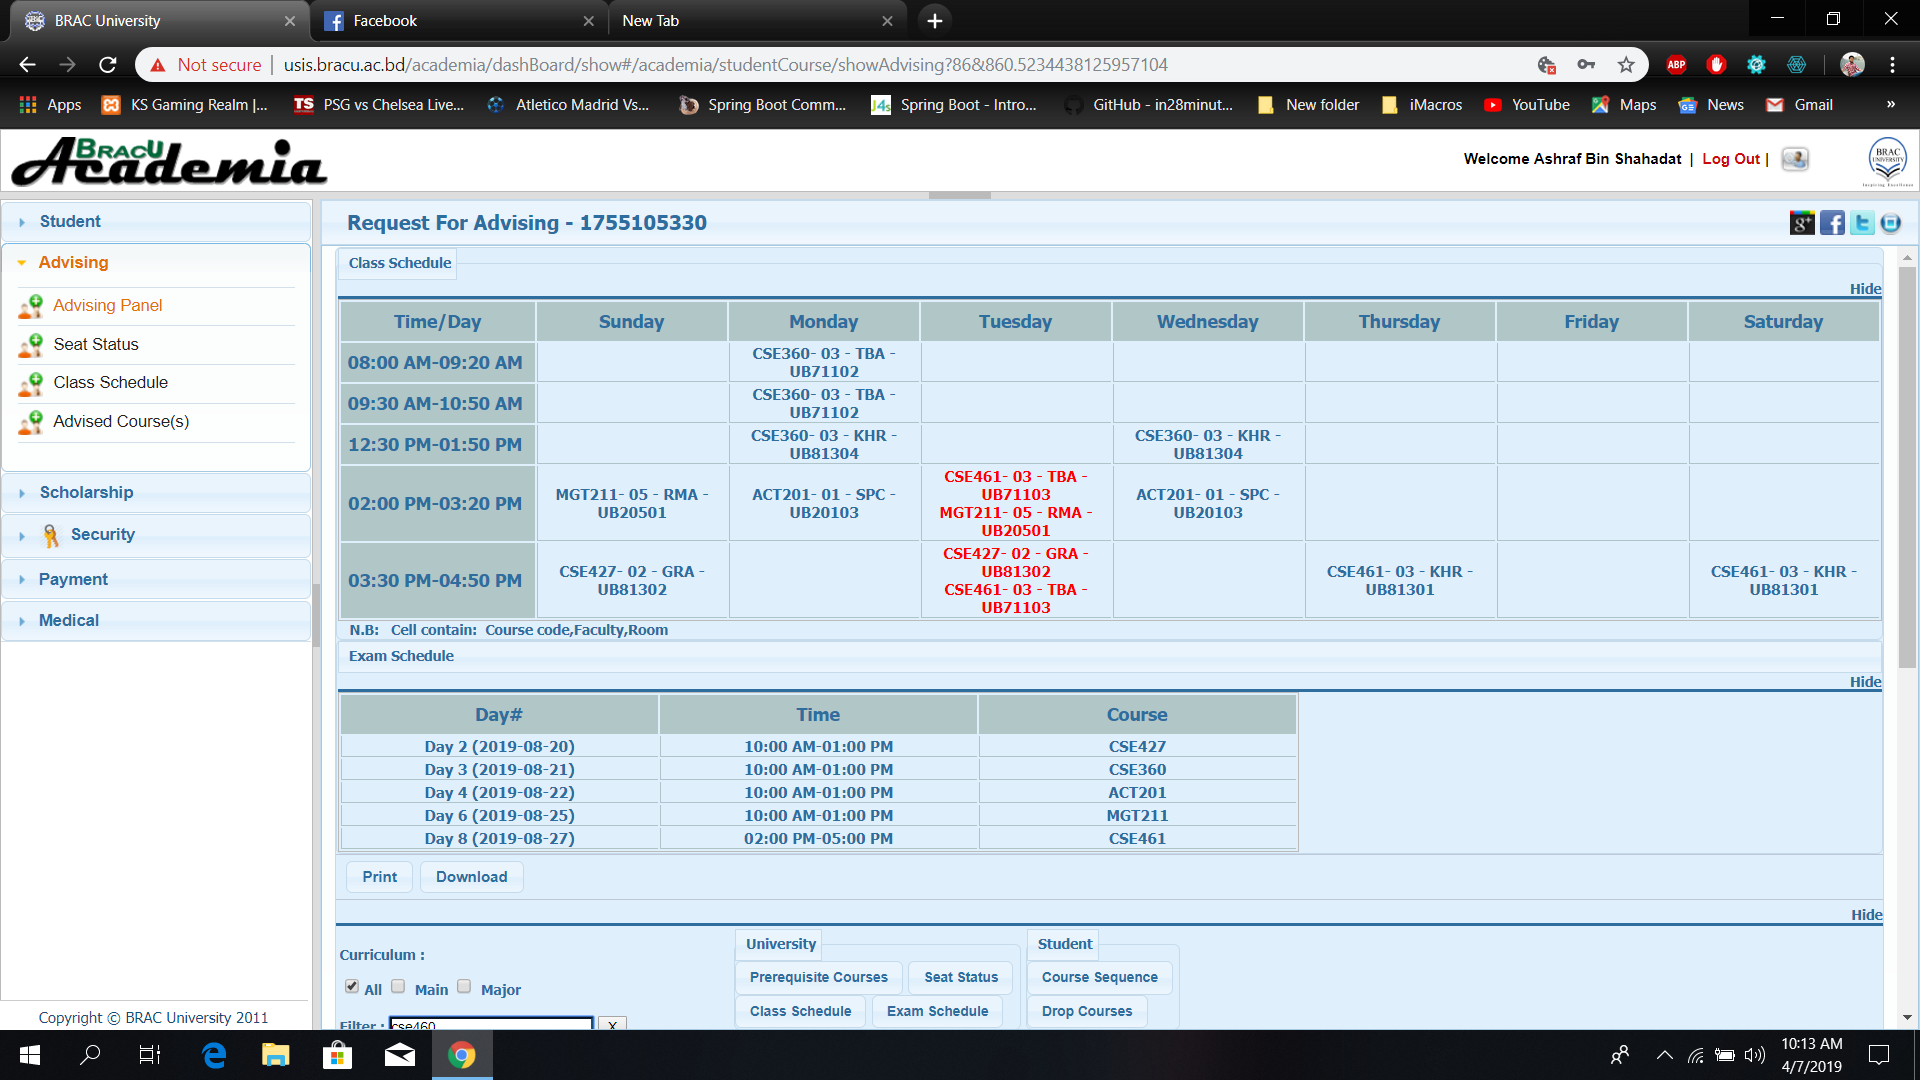 BRAC University
Facebook
New Tab
Not secure | usis.bracu.ac.bd/academia/dashBoard/show#/academia/studentCourse/showAdvising?86&860.5234438125957104
ABP
Apps
KS Gaming Realm |...
TS PSG vs Chelsea Live...
Atletico Madrid Vs...
Spring Boot Comm...
J4s Spring Boot - Intro...
GitHub - in28minut...
New folder
iMacros
YouTube
Maps
News
Gmail
»
BRACU
Academia
Welcome Ashraf Bin Shahadat | Log Out |
BRAC
UNIVERSITY
Student
Advising
Advising Panel
Seat Status
Class Schedule
Advised Course(s)
Scholarship
Security
Payment
Medical
Copyright © BRAC University 2011
Request For Advising - 1755105330
Class Schedule
Hide
Time/Day Sunday Monday Tuesday Wednesday Thursday Friday Saturday
08:00 AM-09:20 AM
CSE360- 03 - TBA -
UB71102
09:30 AM-10:50 AM
CSE360- 03 - TBA -
UB71102
12:30 PM-01:50 PM
CSE360- 03 - KHR -
UB81304
CSE360- 03 - KHR -
UB81304
02:00 PM-03:20 PM
MGT211- 05 - RMA -
UB20501
ACT201- 01 - SPC -
UB20103
CSE461- 03 - TBA -
UB71103
MGT211- 05 - RMA -
UB20501
ACT201- 01 - SPC -
UB20103
03:30 PM-04:50 PM
CSE427- 02 - GRA -
UB81302
CSE427- 02 - GRA -
UB81302
CSE461- 03 - TBA -
UB71103
CSE461- 03 - KHR -
UB81301
CSE461- 03 - KHR -
UB81301
N.B: Cell contain: Course code,Faculty,Room
Exam Schedule
Hide
Day# Time Course
Day 2 (2019-08-20) 10:00 AM-01:00 PM CSE427
Day 3 (2019-08-21) 10:00 AM-01:00 PM CSE360
Day 4 (2019-08-22) 10:00 AM-01:00 PM ACT201
Day 6 (2019-08-25) 10:00 AM-01:00 PM MGT211
Day 8 (2019-08-27) 02:00 PM-05:00 PM CSE461
Print Download
Hide
Curriculum :
All Main Major
Filter : cse460 X
University
Prerequisite Courses Seat Status
Class Schedule Exam Schedule
Student
Course Sequence
Drop Courses
10:13 AM
4/7/2019